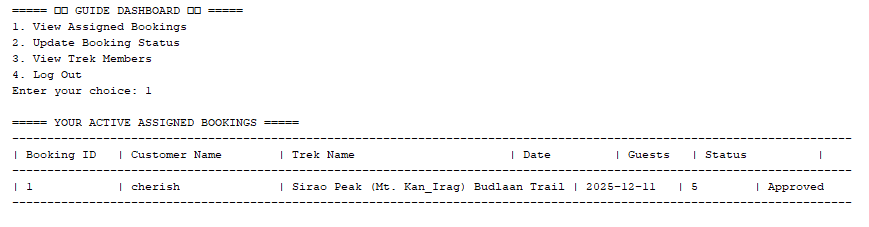 ===== □□ GUIDE DASHBOARD □□ =====
1. View Assigned Bookings
2. Update Booking Status
3. View Trek Members
4. Log Out
Enter your choice: 1
===== YOUR ACTIVE ASSIGNED BOOKINGS =====
------------------------------------------------------------------------------------------------------------------------
| Booking ID | Customer Name | Trek Name | Date | Guests | Status |
------------------------------------------------------------------------------------------------------------------------
| 1 | cherish | Sirao Peak (Mt. Kan_Irag) Budlaan Trail | 2025-12-11 | 5 | Approved
------------------------------------------------------------------------------------------------------------------------